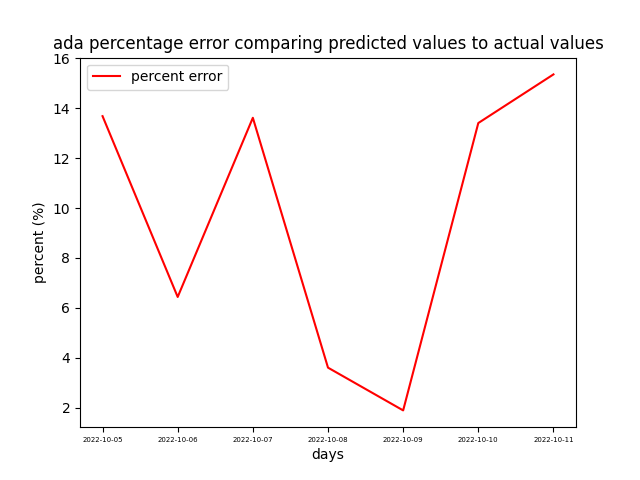 ada percentage error comparing predicted values to actual values
percent error
16
14
12
10
8
6
4
2
percent (%)
2022-10-05 2022-10-06 2022-10-07 2022-10-08 2022-10-09 2022-10-10 2022-10-11
days